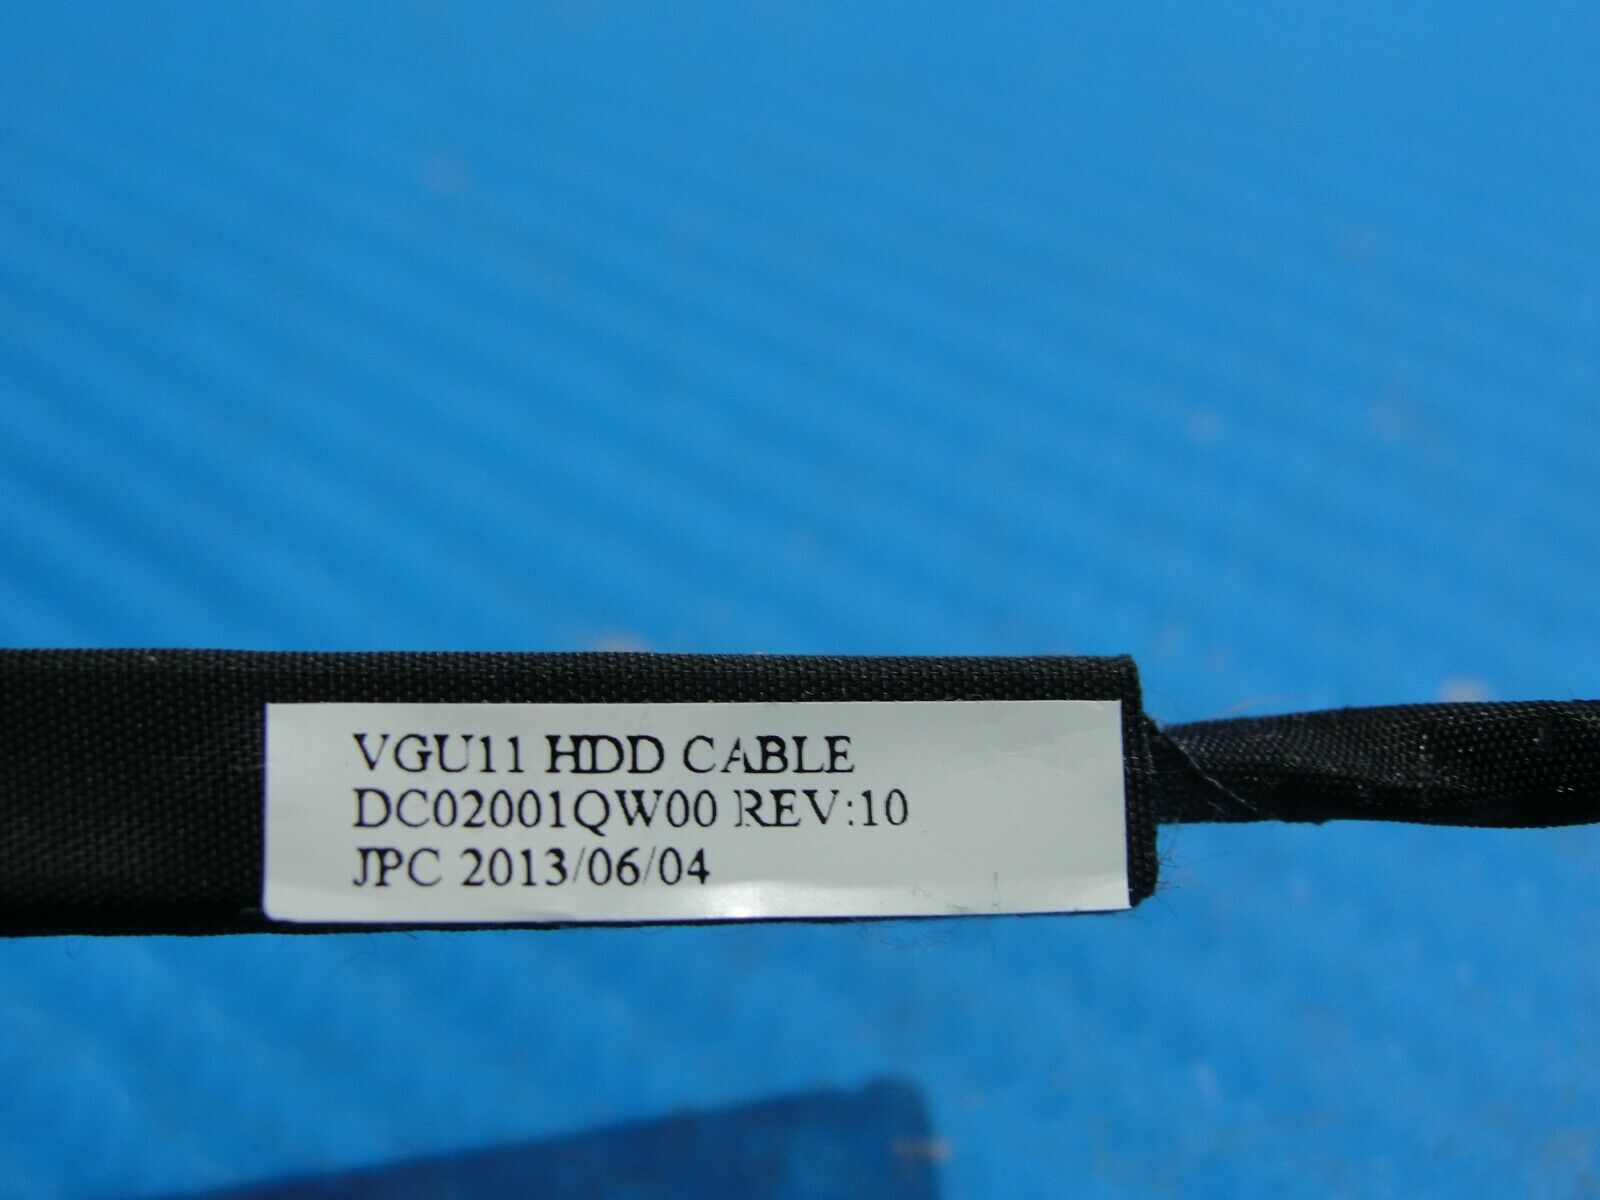 VGU11 HDD CABLE
DC02001QW00 REV:10
JPC 2013/06/04